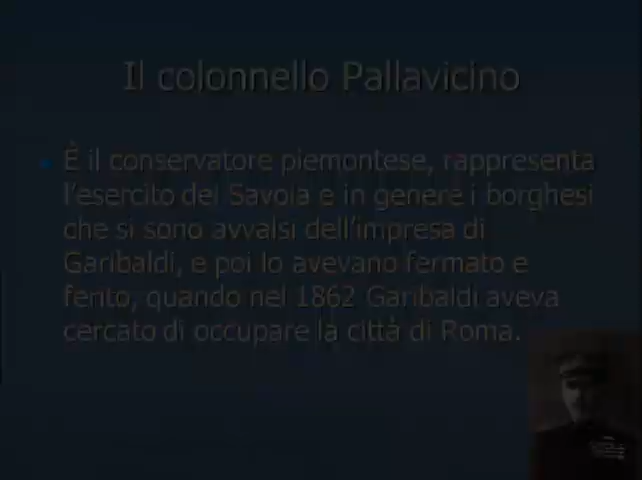 Il colonnello Pallavicino
È il conservatore piemontese, rappresenta
l'esercito dei Savoia e in genere i borghesi
che si sono avvalsi dell'impresa di
Garibaldi, e poi lo avevano fermato e
ferito, quando nel 1862 Garibaldi aveva
cercato di occupare la città di Roma.